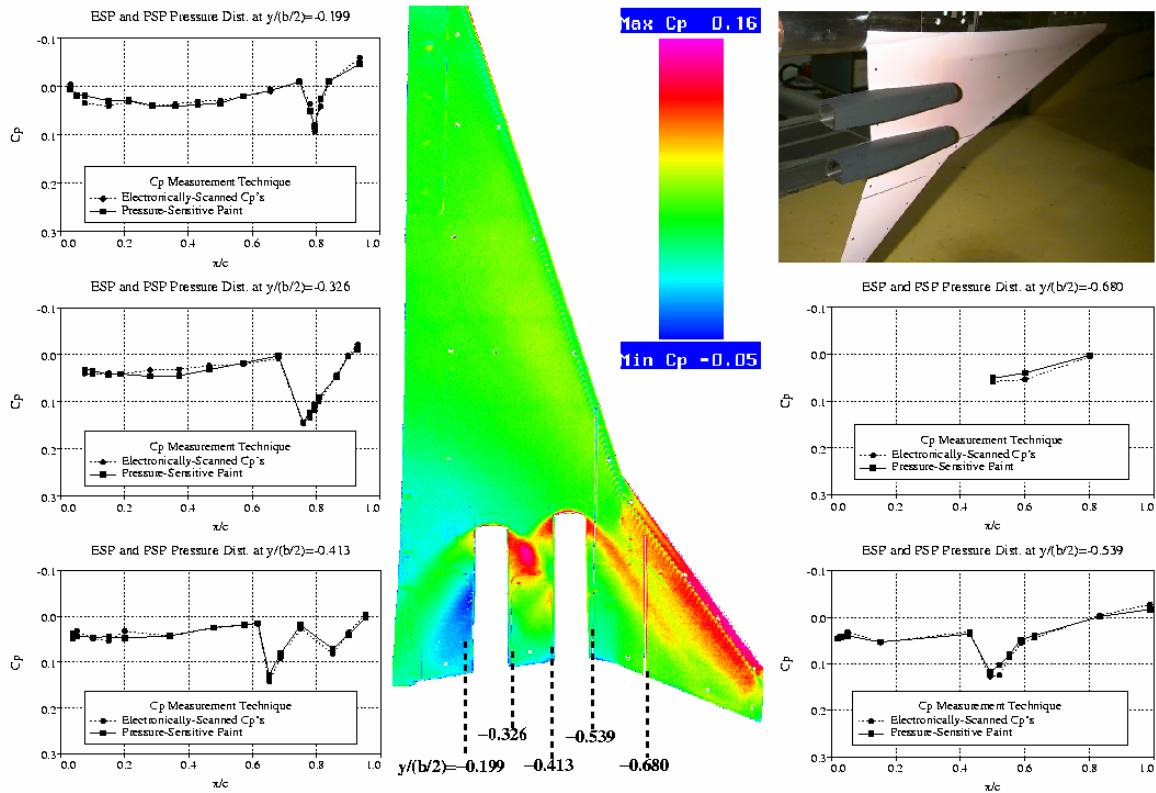 ESP and PSP Pressure Dist. at y/(b/2)=-0.199
-0.1
0.0
0.1
0.2
0.3
Cp
Cp Measurement Technique
Electronically-Scanned Cp's
Pressure-Sensitive Paint
0.0 0.2 0.4 0.6 0.8 1.0
π/c
ESP and PSP Pressure Dist. at y/(b/2)=-0.326
-0.1
0.0
0.1
0.2
0.3
Cp
Cp Measurement Technique
Electronically-Scanned Cp's
Pressure-Sensitive Paint
0.0 0.2 0.4 0.6 0.8 1.0
π/c
ESP and PSP Pressure Dist. at y/(b/2)=-0.413
-0.1
0.0
0.1
0.2
0.3
Cp
Cp Measurement Technique
Electronically-Scanned Cp's
Pressure-Sensitive Paint
0.0 0.2 0.4 0.6 0.8 1.0
π/c
Max Cp 0.16
Min Cp -0.05
-0.326 -0.539
y/(b/2)=-0.199 -0.413 -0.680
ESP and PSP Pressure Dist. at y/(b/2)=-0.680
-0.1
0.0
0.1
0.2
0.3
Cp
Cp Measurement Technique
Electronically-Scanned Cp's
Pressure-Sensitive Paint
0.0 0.2 0.4 0.6 0.8 1.0
π/c
ESP and PSP Pressure Dist. at y/(b/2)=-0.539
-0.1
0.0
0.1
0.2
0.3
Cp
Cp Measurement Technique
Electronically-Scanned Cp's
Pressure-Sensitive Paint
0.0 0.2 0.4 0.6 0.8 1.0
π/c